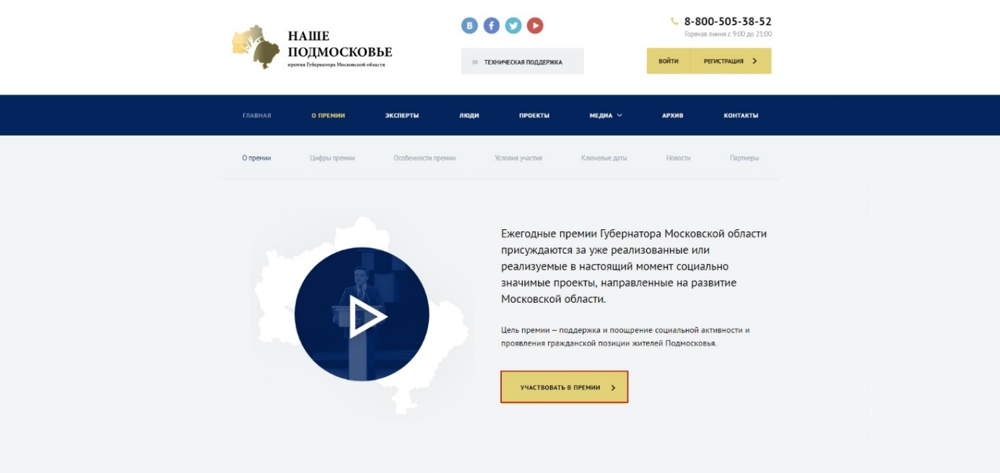 НАШЕ
ПОДМОСКОВЬЕ
премия Губернатора Московской области
В
f
ТЕХНИЧЕСКАЯ ПОДДЕРЖКА
8-800-505-38-52
Горячая линия с 9:00 до 21:00
ВОЙТИ РЕГИСТРАЦИЯ
ГЛАВНАЯ О ПРЕМИИ ЭКСПЕРТЫ ЛЮДИ ПРОЕКТЫ МЕДИА АРХИВ КОНТАКТЫ
О премии Цифры премии Особенности премии Условия участия Ключевые даты Новости Партнеры
Ежегодные премии Губернатора Московской области
присуждаются за уже реализованные или
реализуемые в настоящий момент социально
значимые проекты, направленные на развитие
Московской области.
Цель премии – поддержка и поощрение социальной активности и
проявления гражданской позиции жителей Подмосковья.
УЧАСТВОВАТЬ В ПРЕМИИ